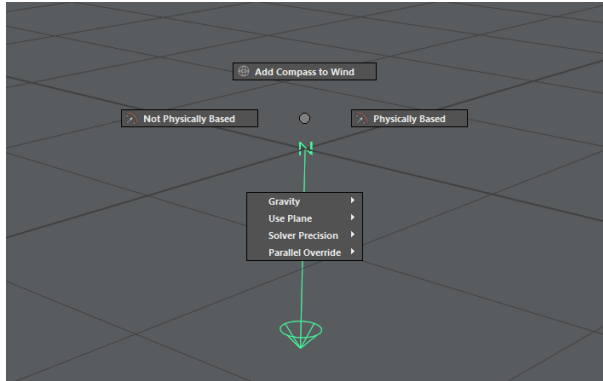 Add Compass to Wind
Not Physically Based
Physically Based
N
Gravity
Use Plane
Solver Precision
Parallel Override